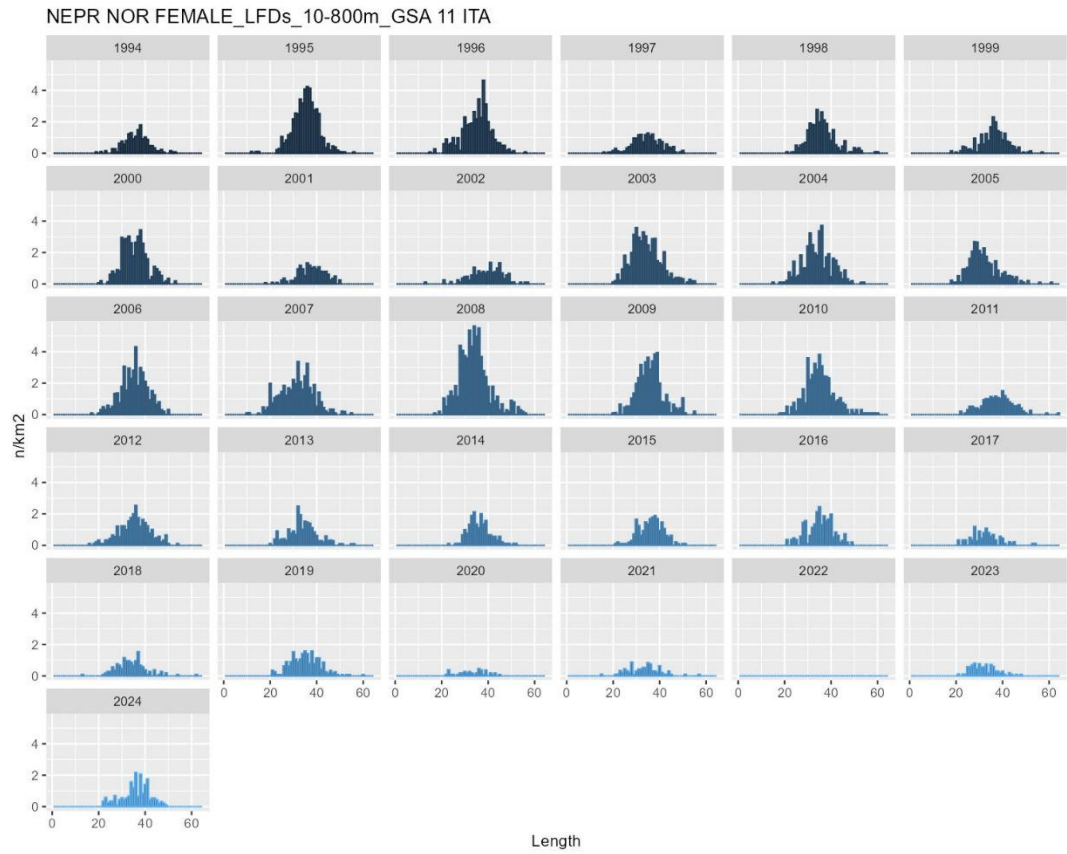 NEPR NOR FEMALE_LFDs_10-800m_GSA 11 ITA
1994 1995 1996 1997 1998 1999
4
2
0
2000 2001 2002 2003 2004 2005
4
2
0
2006 2007 2008 2009 2010 2011
4
2
0
n/km2
2012 2013 2014 2015 2016 2017
4
2
0
2018 2019 2020 2021 2022 2023
4
2
0
0 20 40 60 0 20 40 60 0 20 40 60 0 20 40 60 0 20 40 60
2024
4
2
0
0 20 40 60
Length